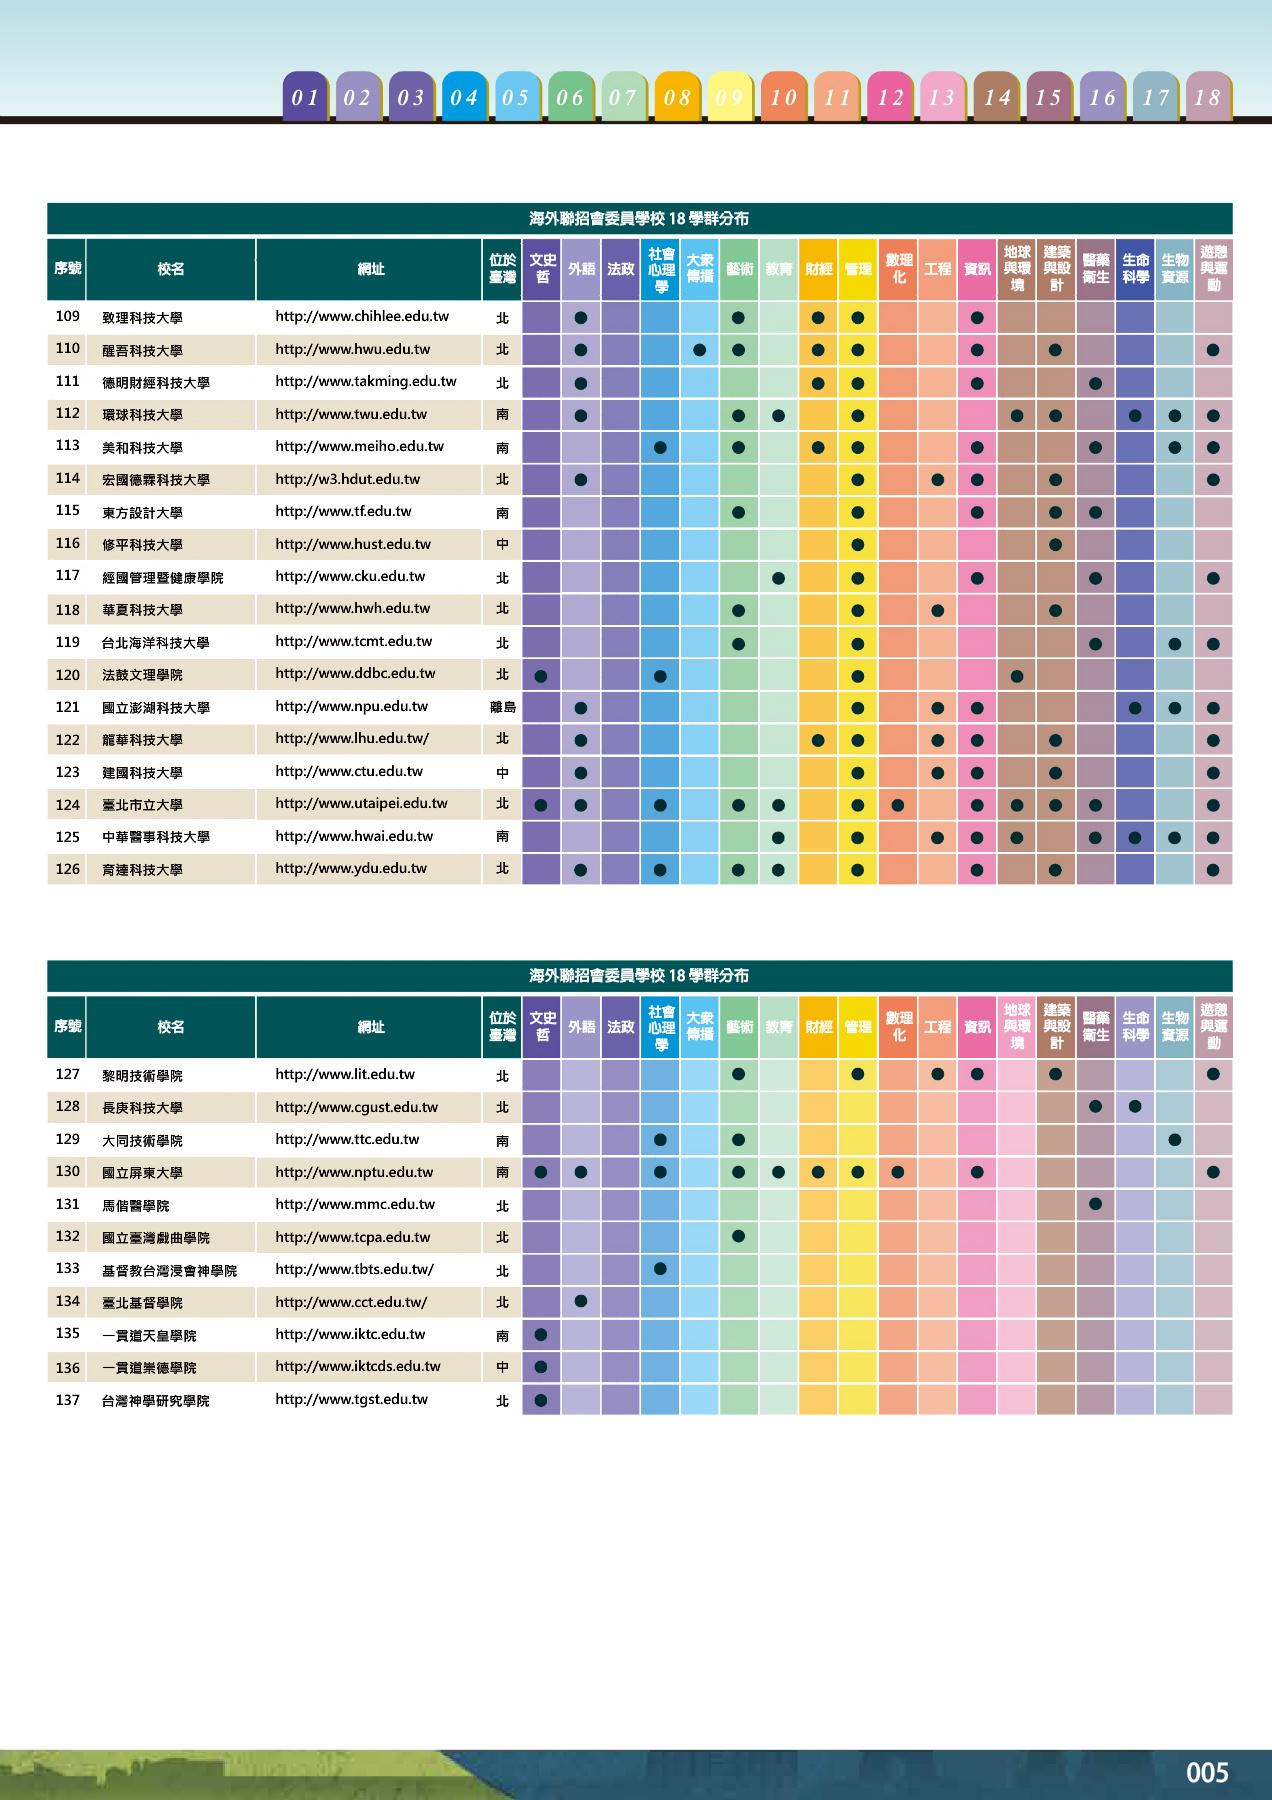 01 02 03 04 05 06 07 08 09 10 11 12 13 14 15 16 17 18
海外聯招會委員學校 18 學群分布
序號 校名 網址 位於臺灣 文史哲 外語 法政 社會心理學 大眾傳播 藝術 教育 財經 管理 數理化 工程 資訊 地球與環境 建築與設計 醫藥衛生 生命科學 生物資源 遊憩與運動
109 致理科技大學 http://www.chihlee.edu.tw 北 ● ● ● ● ●
110 醒吾科技大學 http://www.hwu.edu.tw 北 ● ● ● ● ● ● ● ●
111 德明財經科技大學 http://www.takming.edu.tw 北 ● ● ● ● ●
112 環球科技大學 http://www.twu.edu.tw 南 ● ● ● ● ● ● ● ● ●
113 美和科技大學 http://www.meiho.edu.tw 南 ● ● ● ● ● ● ● ●
114 宏國德霖科技大學 http://w3.hdut.edu.tw 北 ● ● ● ● ● ●
115 東方設計大學 http://www.tf.edu.tw 南 ● ● ● ● ●
116 修平科技大學 http://www.hust.edu.tw 中 ● ●
117 經國管理暨健康學院 http://www.cku.edu.tw 北 ● ● ● ● ●
118 華夏科技大學 http://www.hwh.edu.tw 北 ● ● ● ●
119 台北海洋科技大學 http://www.tcmt.edu.tw 北 ● ● ● ● ●
120 法鼓文理學院 http://www.ddbc.edu.tw 北 ● ● ● ●
121 國立澎湖科技大學 http://www.npu.edu.tw 離島 ● ● ● ● ● ● ●
122 龍華科技大學 http://www.lhu.edu.tw/ 北 ● ● ● ● ● ● ●
123 建國科技大學 http://www.ctu.edu.tw 中 ● ● ● ● ● ●
124 臺北市立大學 http://www.utaipei.edu.tw 北 ● ● ● ● ● ● ● ● ● ● ● ●
125 中華醫事科技大學 http://www.hwai.edu.tw 南 ● ● ● ● ● ● ● ● ●
126 育達科技大學 http://www.ydu.edu.tw 北 ● ● ● ● ● ● ● ●
海外聯招會委員學校 18 學群分布
序號 校名 網址 位於臺灣 文史哲 外語 法政 社會心理學 大眾傳播 藝術 教育 財經 管理 數理化 工程 資訊 地球與環境 建築與設計 醫藥衛生 生命科學 生物資源 遊憩與運動
127 黎明技術學院 http://www.lit.edu.tw 北 ● ● ● ● ● ●
128 長庚科技大學 http://www.cgust.edu.tw 北 ● ●
129 大同技術學院 http://www.ttc.edu.tw 南 ● ● ●
130 國立屏東大學 http://www.nptu.edu.tw 南 ● ● ● ● ● ● ● ● ● ●
131 馬偕醫學院 http://www.mmc.edu.tw 北 ●
132 國立臺灣戲曲學院 http://www.tcpa.edu.tw 北 ●
133 基督教台灣浸會神學院 http://www.tbts.edu.tw/ 北 ●
134 臺北基督學院 http://www.cct.edu.tw/ 北 ●
135 一貫道天皇學院 http://www.iktc.edu.tw 南 ●
136 一貫道崇德學院 http://www.iktcds.edu.tw 中 ●
137 台灣神學研究學院 http://www.tgst.edu.tw 北 ●
005